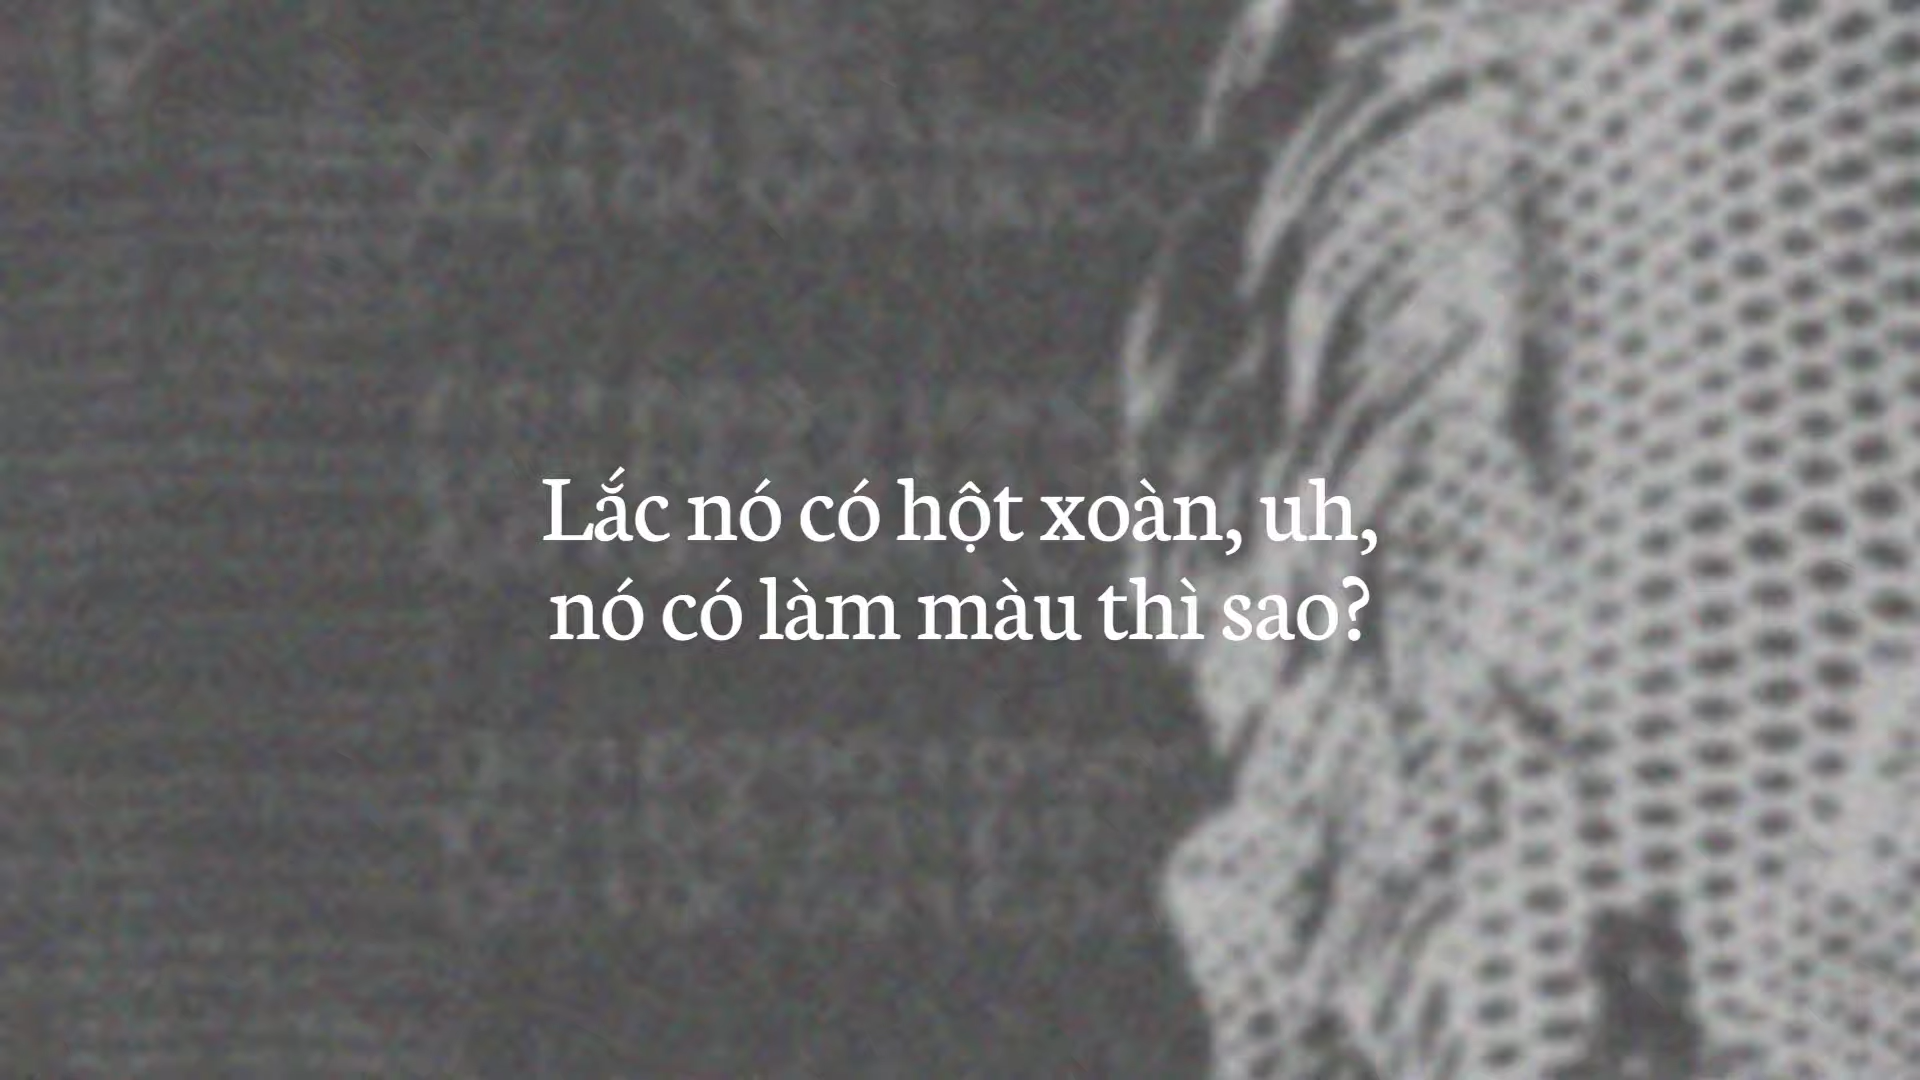 Lắc nó có hột xoàn, uh,
nó có làm màu thì sao?